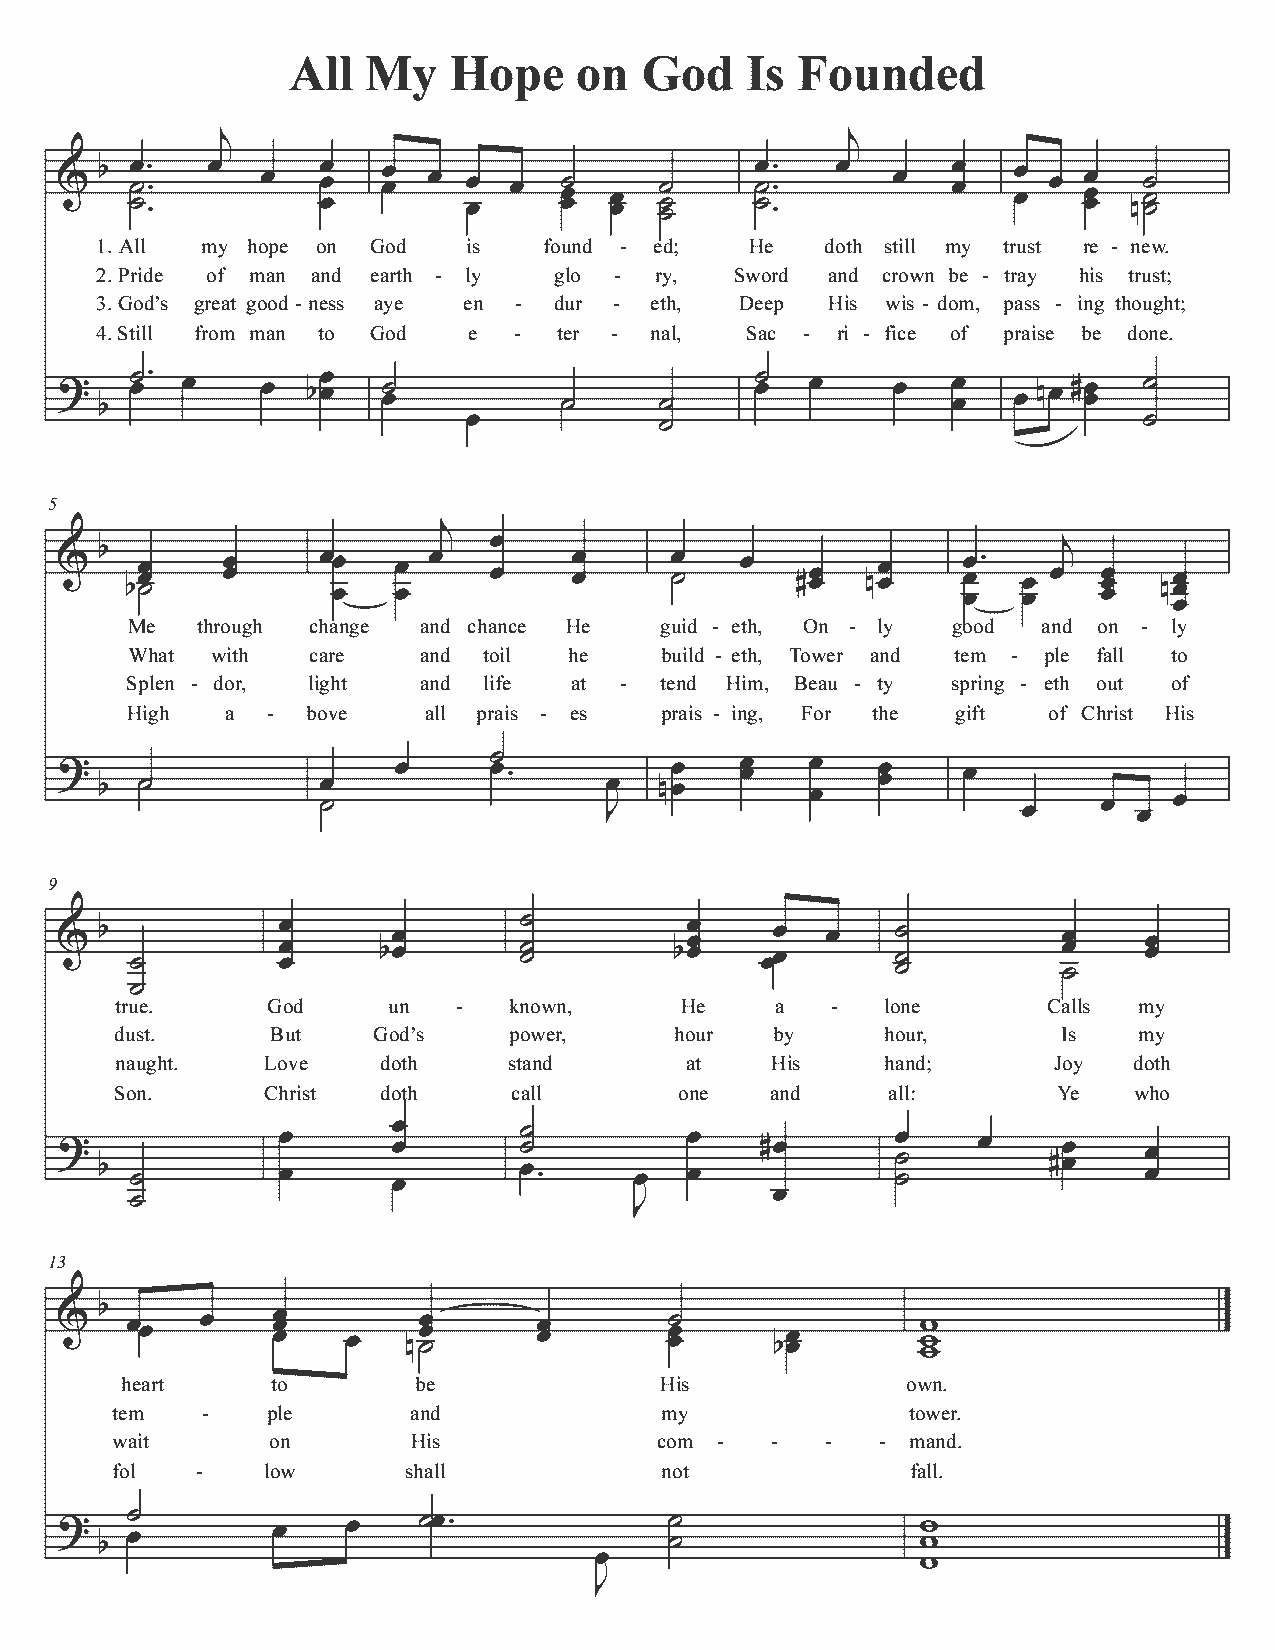 All My Hope on God Is Founded
1. All my hope on God is found - ed; He doth still my trust re - new.
2. Pride of man and earth - ly glo - ry, Sword and crown be - tray his trust;
3. God’s great good - ness aye en - dur - eth, Deep His wis - dom, pass - ing thought;
4. Still from man to God e - ter - nal, Sac - ri - fice of praise be done.
5
Me through change and chance He guid - eth, On - ly good and on - ly
What with care and toil he build - eth, Tower and tem - ple fall to
Splen - dor, light and life at - tend Him, Beau - ty spring - eth out of
High a - bove all prais - es prais - ing, For the gift of Christ His
9
true. God un - known, He a - lone Calls my
dust. But God’s power, hour by hour, Is my
naught. Love doth stand at His hand; Joy doth
Son. Christ doth call one and all: Ye who
13
heart to be His own.
tem - ple and my tower.
wait on His com - - - - mand.
fol - low shall not fall.